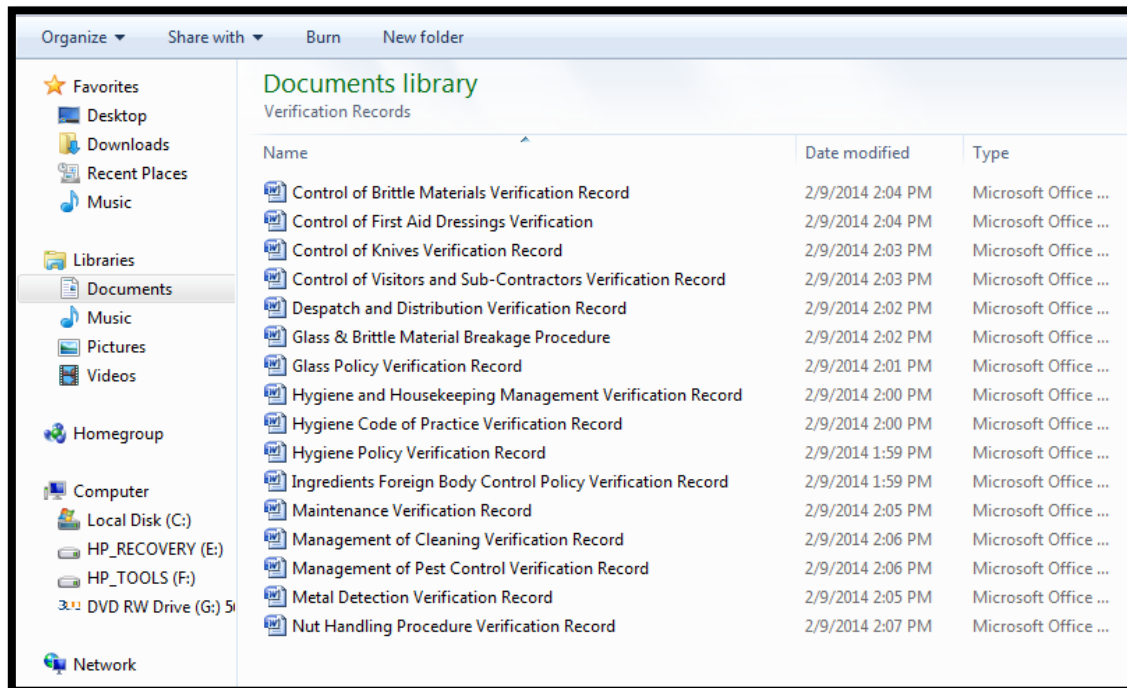 Organize Share with Burn New folder
Favorites
Desktop
Downloads
Recent Places
Music
Libraries
Documents
Music
Pictures
Videos
Homegroup
Computer
Local Disk (C:)
HP_RECOVERY (E:)
HP_TOOLS (F:)
DVD RW Drive (G:)
Network
Documents library
Verification Records
Name Date modified Type
Control of Brittle Materials Verification Record 2/9/2014 2:04 PM Microsoft Office ...
Control of First Aid Dressings Verification 2/9/2014 2:04 PM Microsoft Office ...
Control of Knives Verification Record 2/9/2014 2:03 PM Microsoft Office ...
Control of Visitors and Sub-Contractors Verification Record 2/9/2014 2:03 PM Microsoft Office ...
Despatch and Distribution Verification Record 2/9/2014 2:02 PM Microsoft Office ...
Glass & Brittle Material Breakage Procedure 2/9/2014 2:02 PM Microsoft Office ...
Glass Policy Verification Record 2/9/2014 2:01 PM Microsoft Office ...
Hygiene and Housekeeping Management Verification Record 2/9/2014 2:00 PM Microsoft Office ...
Hygiene Code of Practice Verification Record 2/9/2014 2:00 PM Microsoft Office ...
Hygiene Policy Verification Record 2/9/2014 1:59 PM Microsoft Office ...
Ingredients Foreign Body Control Policy Verification Record 2/9/2014 1:59 PM Microsoft Office ...
Maintenance Verification Record 2/9/2014 2:05 PM Microsoft Office ...
Management of Cleaning Verification Record 2/9/2014 2:06 PM Microsoft Office ...
Management of Pest Control Verification Record 2/9/2014 2:06 PM Microsoft Office ...
Metal Detection Verification Record 2/9/2014 2:05 PM Microsoft Office ...
Nut Handling Procedure Verification Record 2/9/2014 2:07 PM Microsoft Office ...